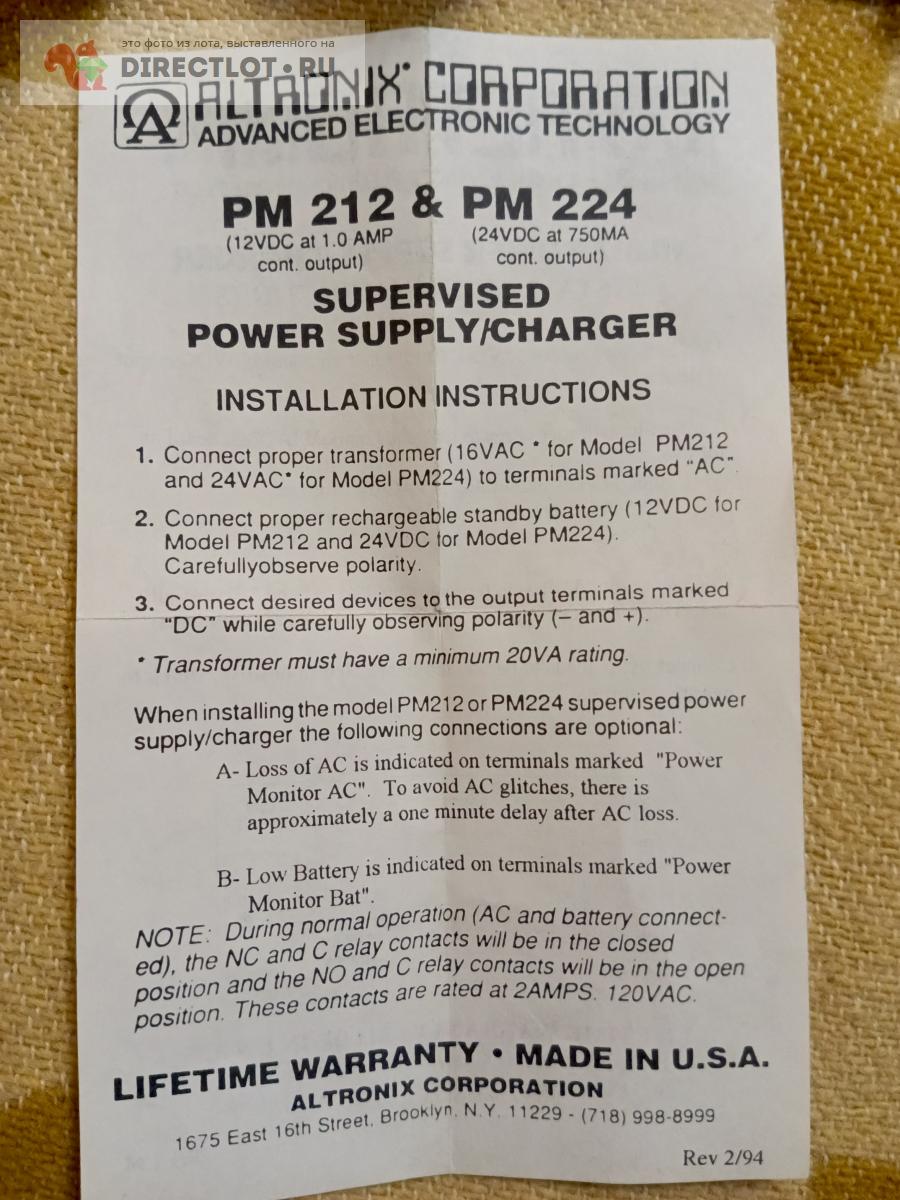 это фото из лота, выставленного на
DIRECTLOT.RU
ALTRONIX CORPORATION
ADVANCED ELECTRONIC TECHNOLOGY
PM 212 & PM 224
(12VDC at 1.0 AMP (24VDC at 750MA
cont. output) cont. output)
SUPERVISED
POWER SUPPLY/CHARGER
INSTALLATION INSTRUCTIONS
1. Connect proper transformer (16VAC * for Model PM212
and 24VAC* for Model PM224) to terminals marked “AC”.
2. Connect proper rechargeable standby battery (12VDC for
Model PM212 and 24VDC for Model PM224).
Carefullyobserve polarity.
3. Connect desired devices to the output terminals marked
“DC” while carefully observing polarity (– and +).
* Transformer must have a minimum 20VA rating.
When installing the model PM212 or PM224 supervised power
supply/charger the following connections are optional:
A- Loss of AC is indicated on terminals marked "Power
Monitor AC". To avoid AC glitches, there is
approximately a one minute delay after AC loss.
B- Low Battery is indicated on terminals marked "Power
Monitor Bat".
NOTE: During normal operation (AC and battery connect-
ed), the NC and C relay contacts will be in the closed
position and the NO and C relay contacts will be in the open
position. These contacts are rated at 2AMPS. 120VAC.
LIFETIME WARRANTY • MADE IN U.S.A.
ALTRONIX CORPORATION
1675 East 16th Street, Brooklyn, N.Y. 11229 - (718) 998-8999
Rev 2/94